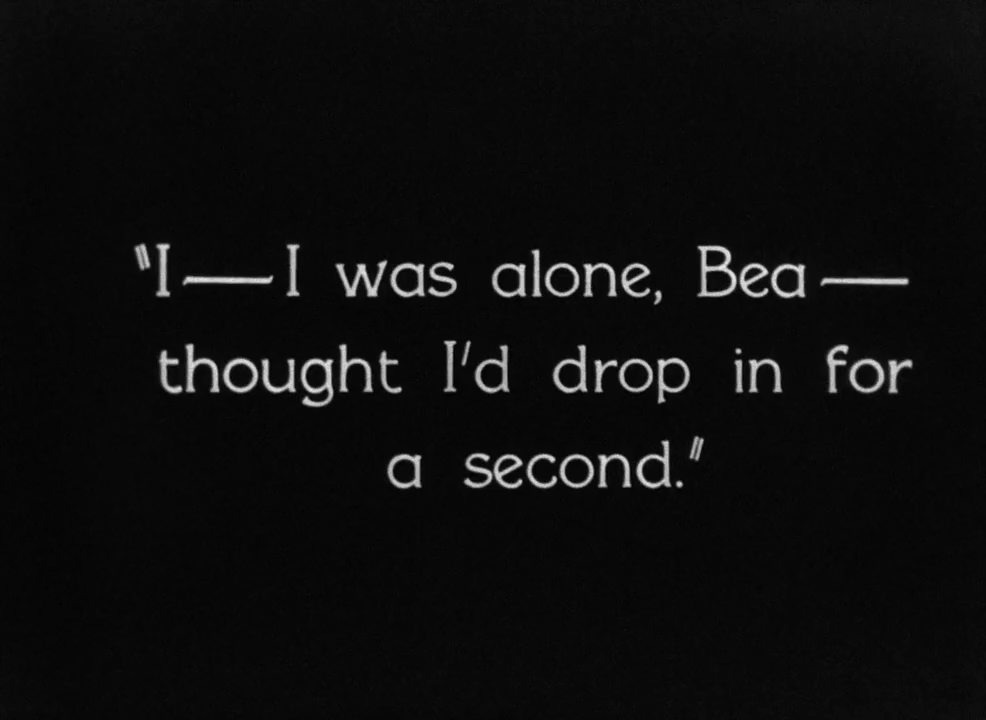 "I—I was alone, Bea—
thought I'd drop in for
a second."